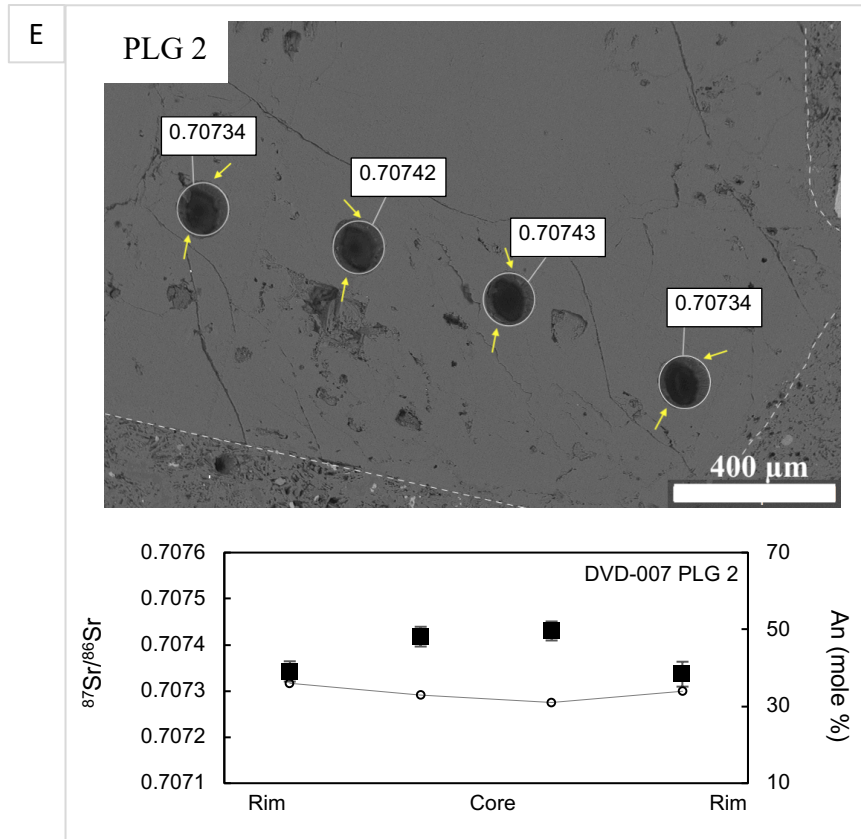 E
PLG 2
0.70734
0.70742
0.70743
0.70734
400 µm
0.7076
0.7075
0.7074
0.7073
0.7072
0.7071
⁸⁷Sr/⁸⁶Sr
DVD-007 PLG 2
70
50
30
10
An (mole %)
Rim Core Rim